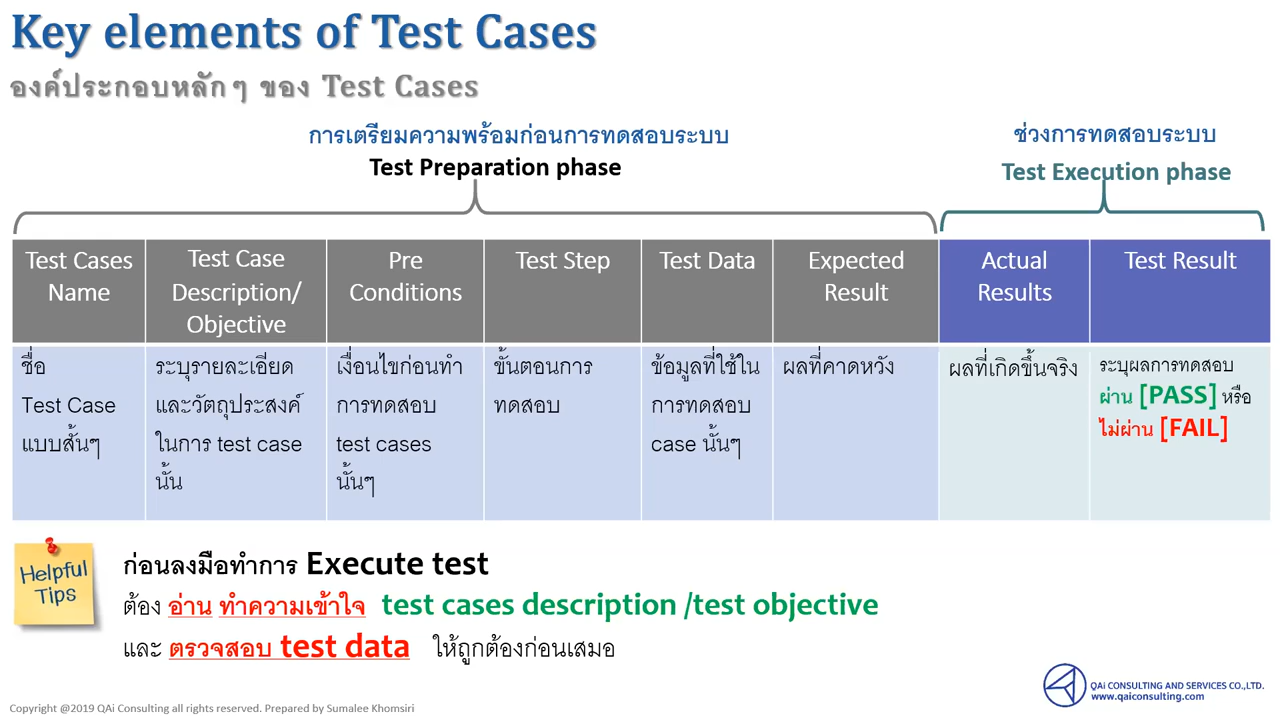 Key elements of Test Cases
องค์ประกอบหลักๆ ของ Test Cases
การเตรียมความพร้อมก่อนการทดสอบระบบ
Test Preparation phase
ช่วงการทดสอบระบบ
Test Execution phase
Test Cases
Name
Test Case
Description/
Objective
Pre
Conditions
Test Step
Test Data
Expected
Result
Actual
Results
Test Result
ชื่อ
Test Case
แบบสั้นๆ
ระบุรายละเอียด
และวัตถุประสงค์
ในการ test case
นั้น
เงื่อนไขก่อนทำ
การทดสอบ
test cases
นั้นๆ
ขั้นตอนการ
ทดสอบ
ข้อมูลที่ใช้ใน
การทดสอบ
case นั้นๆ
ผลที่คาดหวัง
ผลที่เกิดขึ้นจริง
ระบุผลการทดสอบ
ผ่าน [PASS] หรือ
ไม่ผ่าน [FAIL]
Helpful
Tips
ก่อนลงมือทำการ Execute test
ต้อง อ่าน ทำความเข้าใจ test cases description /test objective
และ ตรวจสอบ test data ให้ถูกต้องก่อนเสมอ
QAi CONSULTING AND SERVICES CO.,LTD.
www.qaiconsulting.com
Copyright @2019 QAi Consulting all rights reserved. Prepared by Sumalee Khomsiri